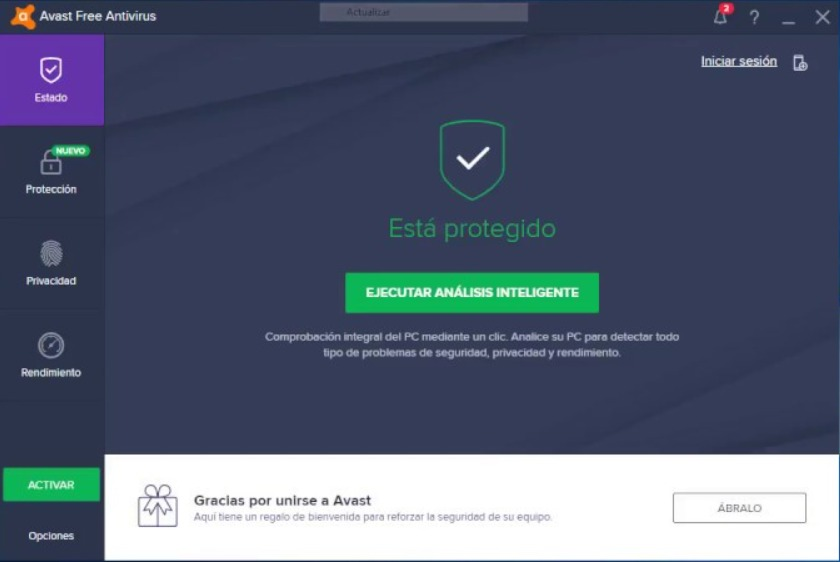 Avast Free Antivirus
Actualizar
2
?
Iniciar sesión
Estado
NUEVO
Protección
Privacidad
Rendimiento
Está protegido
EJECUTAR ANÁLISIS INTELIGENTE
Comprobación integral del PC mediante un clic. Analice su PC para detectar todo
tipo de problemas de seguridad, privacidad y rendimiento.
ACTIVAR
Opciones
Gracias por unirse a Avast
Aquí tiene un regalo de bienvenida para reforzar la seguridad de su equipo.
ÁBRALO